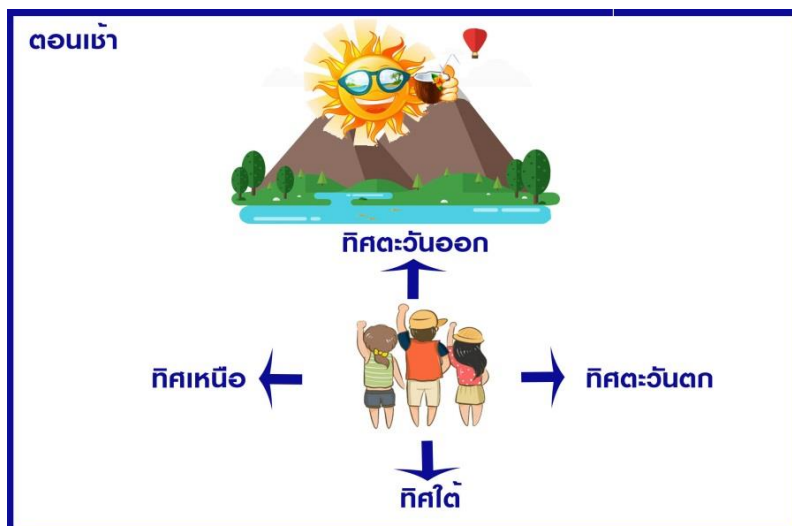 ตอนเช้า
ทิศตะวันออก
ทิศเหนือ
ทิศตะวันตก
ทิศใต้